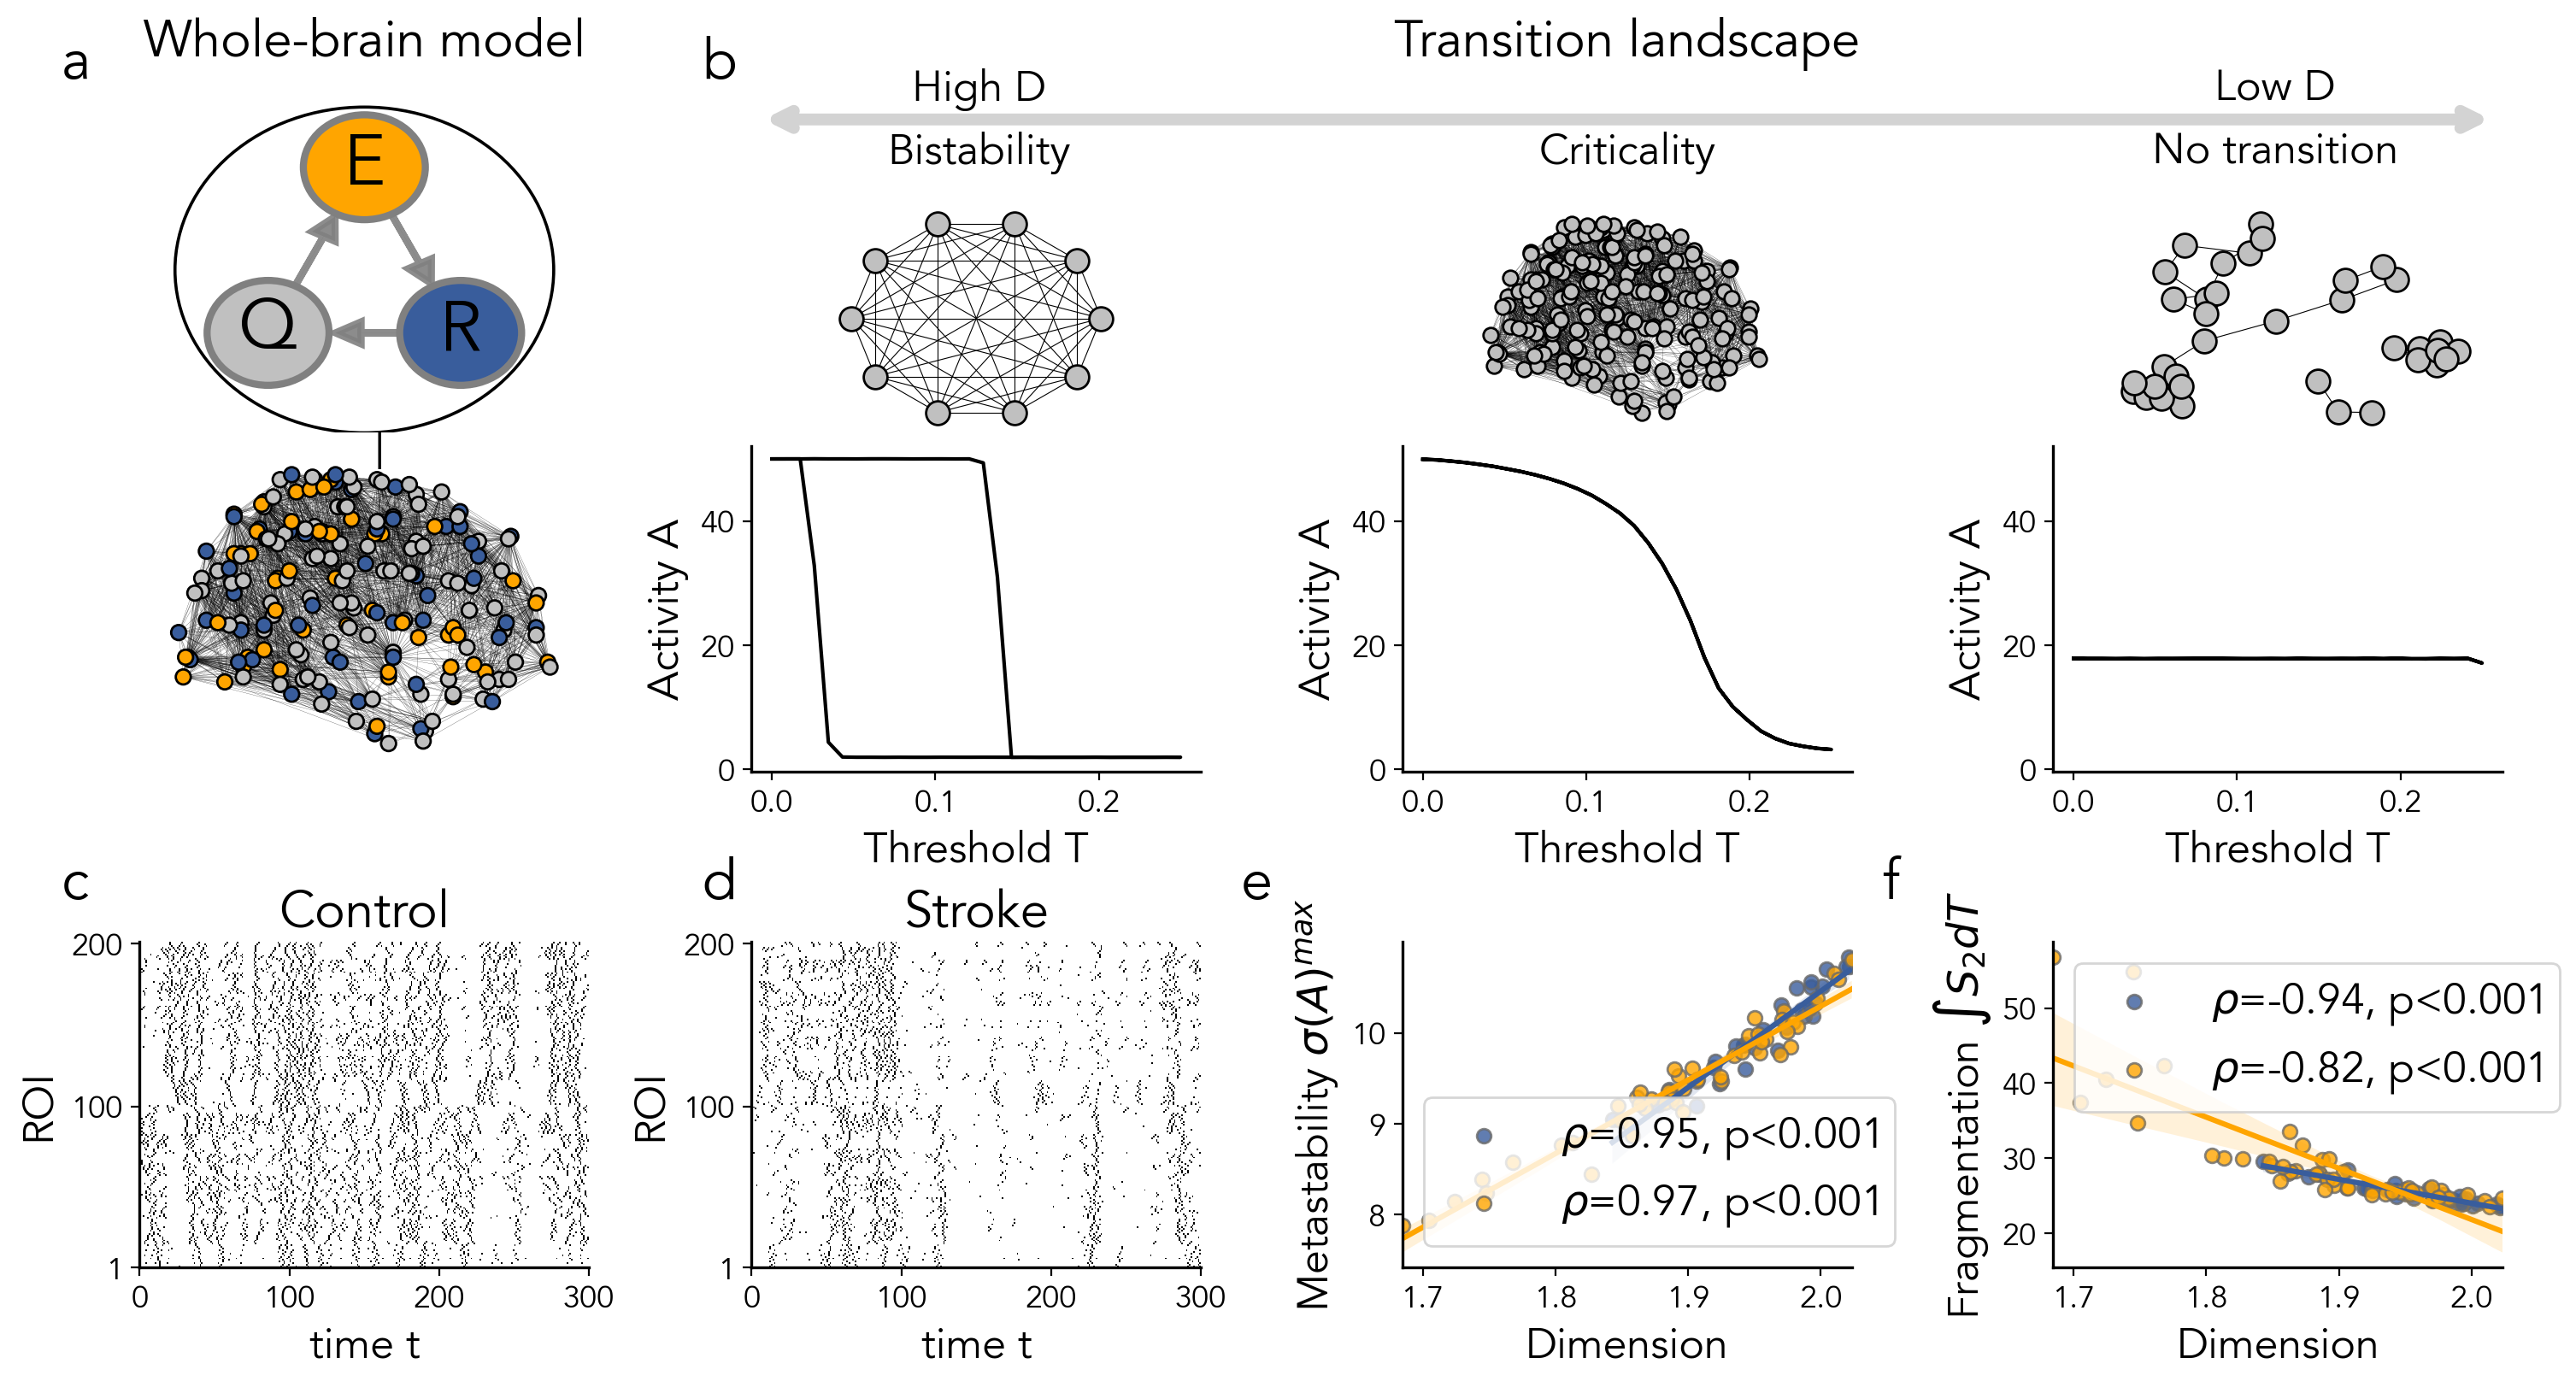 a
Whole-brain model
E
Q
R
b
Transition landscape
High D
Low D
Bistability
Criticality
No transition
Activity A
40
20
0
0.0
0.1
0.2
Threshold T
Activity A
40
20
0
0.0
0.1
0.2
Threshold T
Activity A
40
20
0
0.0
0.1
0.2
Threshold T
c
Control
ROI
200
100
1
0
100
200
300
time t
d
Stroke
ROI
200
100
1
0
100
200
300
time t
e
Metastability σ(A)^{max}
10
9
8
ρ=0.95, p<0.001
ρ=0.97, p<0.001
1.7
1.8
1.9
2.0
Dimension
f
Fragmentation ∫S₂dT
50
40
30
20
ρ=-0.94, p<0.001
ρ=-0.82, p<0.001
1.7
1.8
1.9
2.0
Dimension